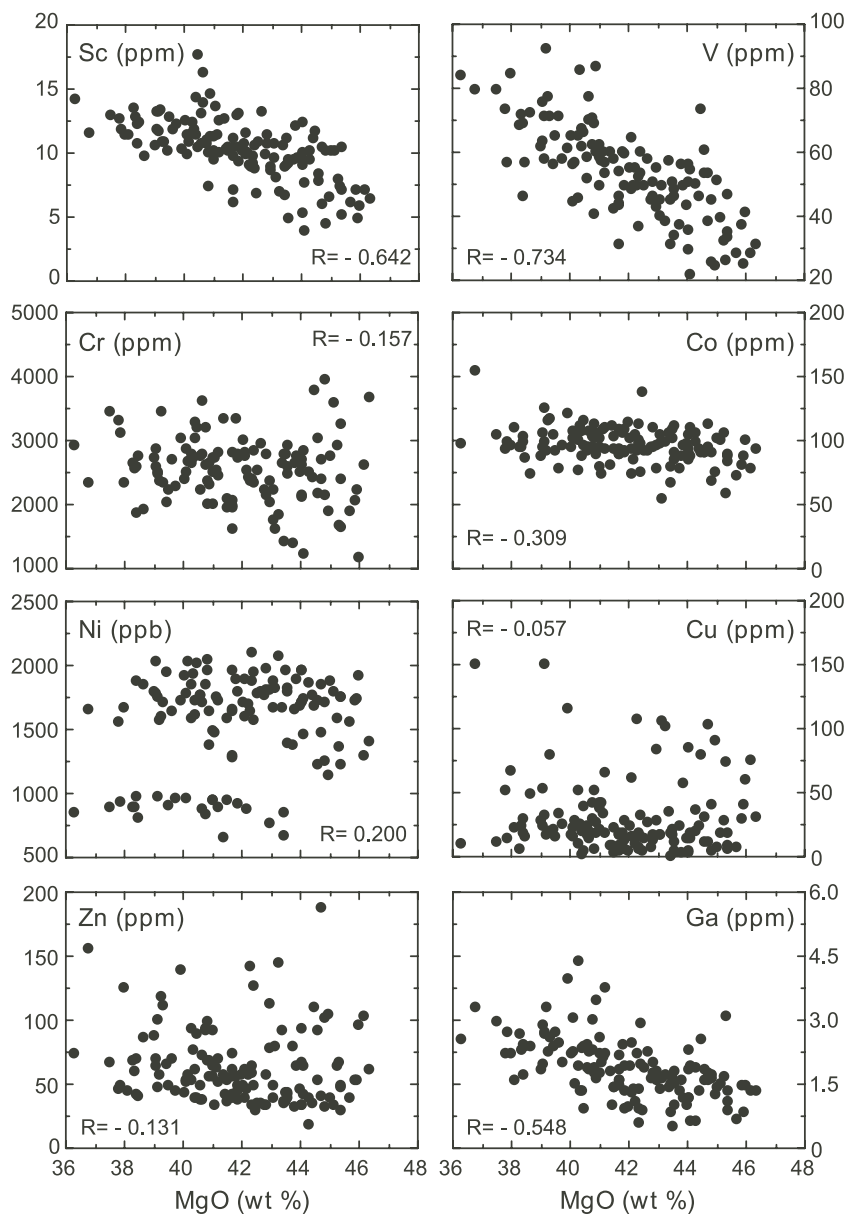 20
15
10
5
0
Sc (ppm)
R= - 0.642
100
80
60
40
20
V (ppm)
R= - 0.734
5000
4000
3000
2000
1000
Cr (ppm)
R= - 0.157
200
150
100
50
0
Co (ppm)
R= - 0.309
2500
2000
1500
1000
500
Ni (ppb)
R= 0.200
200
150
100
50
0
Cu (ppm)
R= - 0.057
200
150
100
50
0
Zn (ppm)
R= - 0.131
36 38 40 42 44 46 48
MgO (wt %)
6.0
4.5
3.0
1.5
0
Ga (ppm)
R= - 0.548
36 38 40 42 44 46 48
MgO (wt %)